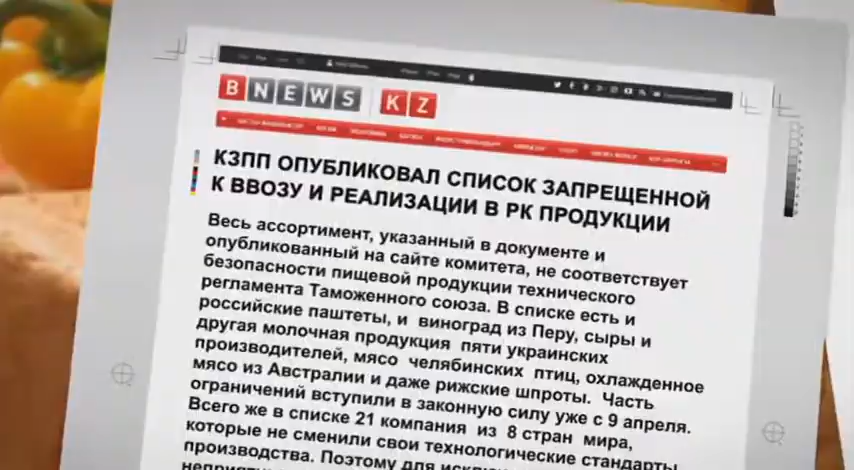 BNEWS KZ
КЗПП ОПУБЛИКОВАЛ СПИСОК ЗАПРЕЩЕННОЙ
К ВВОЗУ И РЕАЛИЗАЦИИ В РК ПРОДУКЦИИ
Весь ассортимент, указанный в документе и
опубликованный на сайте комитета, не соответствует
безопасности пищевой продукции технического
регламента Таможенного союза. В списке есть и
российские паштеты, и виноград из Перу, сыры и
другая молочная продукция пяти украинских
производителей, мясо челябинских птиц, охлажденное
мясо из Австралии и даже рижские шпроты. Часть
ограничений вступили в законную силу уже с 9 апреля.
Всего же в списке 21 компания из 8 стран мира,
которые не сменили свои технологические стандарты
производства. Поэтому для